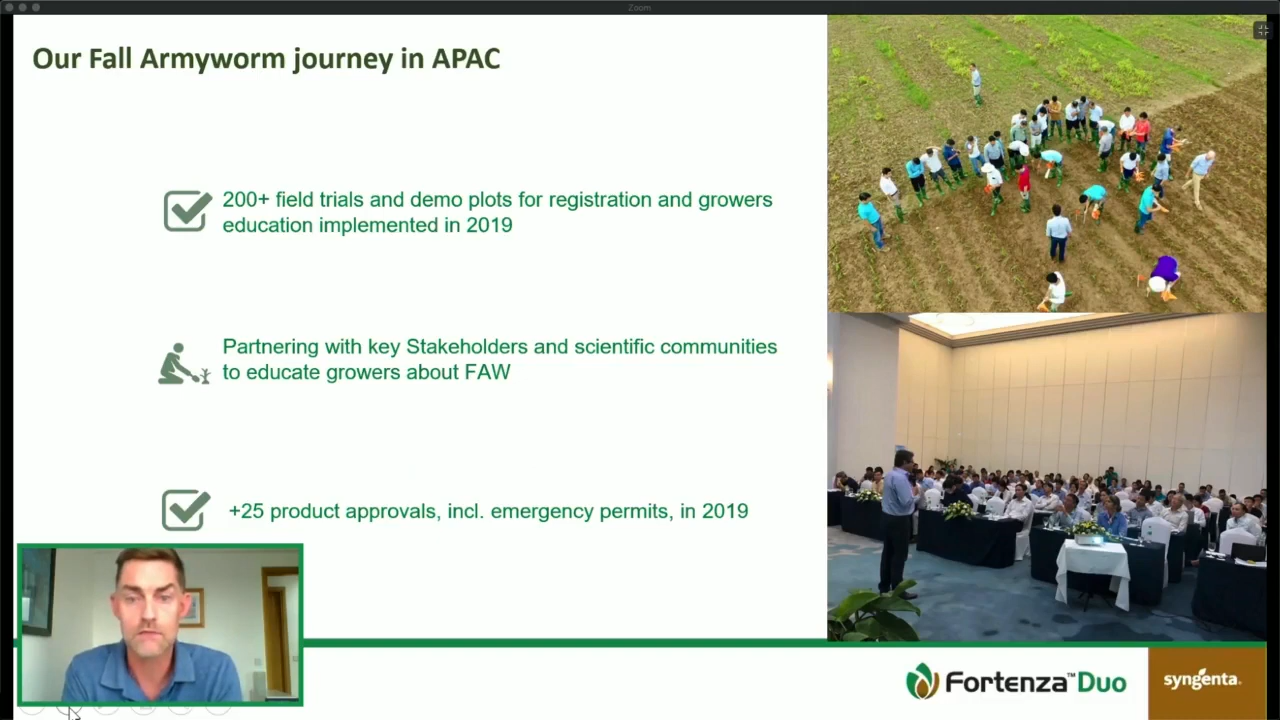 Zoom
Our Fall Armyworm journey in APAC
200+ field trials and demo plots for registration and growers
education implemented in 2019
Partnering with key Stakeholders and scientific communities
to educate growers about FAW
+25 product approvals, incl. emergency permits, in 2019
Fortenza™ Duo
syngenta.